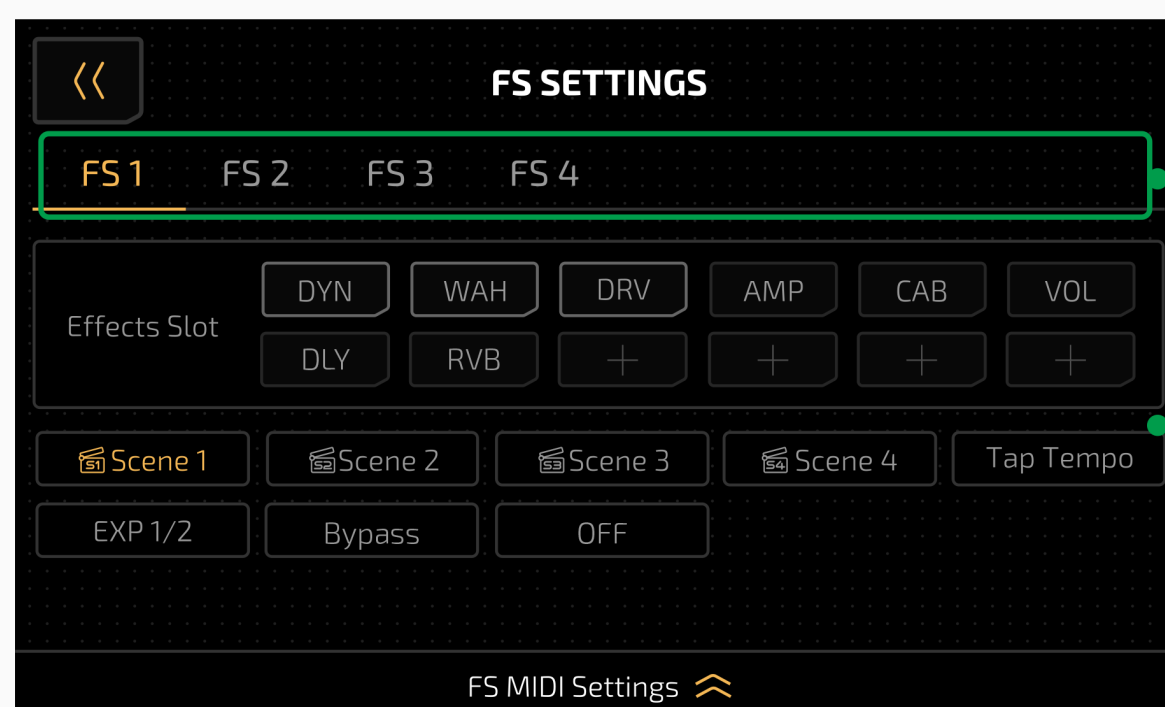 FS SETTINGS
FS 1 FS 2 FS 3 FS 4
DYN WAH DRV AMP CAB VOL
Effects Slot
DLY RVB + + + +
S1 Scene 1 S2 Scene 2 S3 Scene 3 S4 Scene 4 Tap Tempo
EXP 1/2 Bypass OFF
FS MIDI Settings